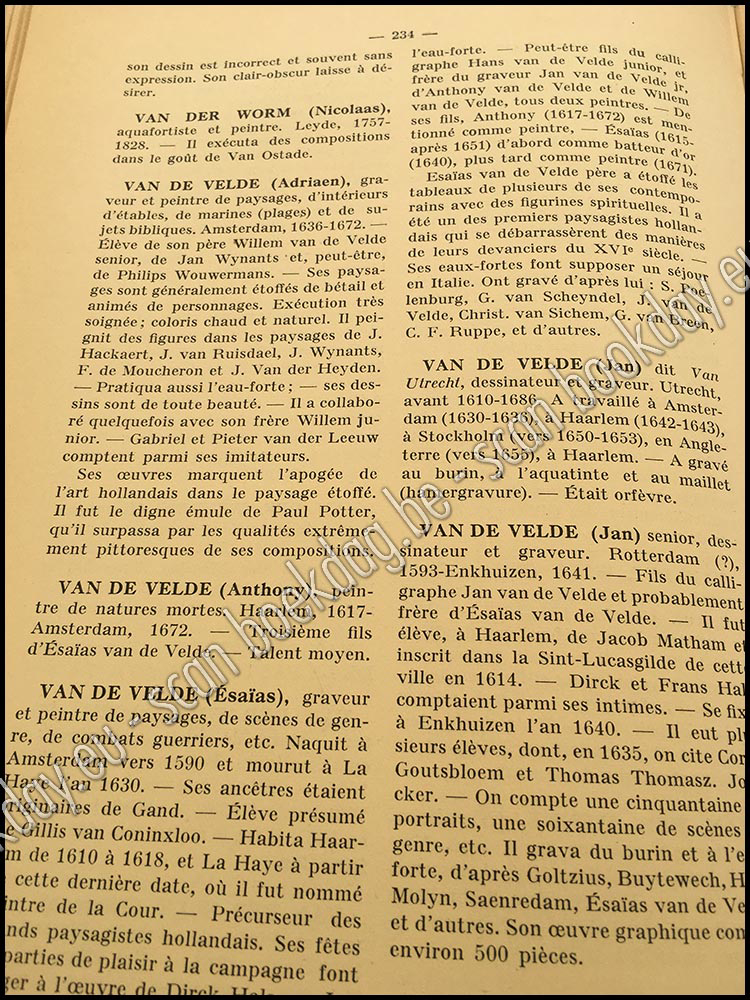 — 234 —
son dessin est incorrect et souvent sans
expression. Son clair-obscur laisse à dé-
sirer.
VAN DER WORM (Nicolaas),
aquafortiste et peintre. Leyde, 1757-
1828. — Il exécuta des compositions
dans le goût de Van Ostade.
VAN DE VELDE (Adriaen), gra-
veur et peintre de paysages, d'intérieurs
d'étables, de marines (plages) et de su-
jets bibliques. Amsterdam, 1636-1672. —
Élève de son père Willem van de Velde
senior, de Jan Wynants et, peut-être,
de Philips Wouwermans. — Ses paysa-
ges sont généralement étoffés de bétail et
animés de personnages. Exécution très
soignée; coloris chaud et naturel. Il pei-
gnit des figures dans les paysages de J.
Hackaert, J. van Ruisdael, J. Wynants,
F. de Moucheron et J. Van der Heyden.
— Pratiqua aussi l'eau-forte; — ses des-
sins sont de toute beauté. — Il a collabo-
ré quelquefois avec son frère Willem ju-
nior. — Gabriel et Pieter van der Leeuw
comptent parmi ses imitateurs.
Ses œuvres marquent l'apogée de
l'art hollandais dans le paysage étoffé.
Il fut le digne émule de Paul Potter,
qu'il surpassa par les qualités extrême-
ment pittoresques de ses compositions.
VAN DE VELDE (Anthony), pein-
tre de natures mortes. Haarlem, 1617-
Amsterdam, 1672. — Troisième fils
d'Ésaïas van de Velde. — Talent moyen.
VAN DE VELDE (Ésaïas), graveur
et peintre de paysages, de scènes de gen-
re, de combats guerriers, etc. Naquit à
Amsterdam vers 1590 et mourut à La
Haye l'an 1630. — Ses ancêtres étaient
originaires de Gand. — Élève présumé
Gillis van Coninxloo. — Habita Haar-
m de 1610 à 1618, et La Haye à partir
cette dernière date, où il fut nommé
intre de la Cour. — Précurseur des
nds paysagistes hollandais. Ses fêtes
parties de plaisir à la campagne font
ger à l'œuvre de Dirck
l'eau-forte. — Peut-être fils du calli-
graphe Hans van de Velde junior, et
frère du graveur Jan van de Velde jr,
d'Anthony van de Velde et de Willem
van de Velde, tous deux peintres. — De
ses fils, Anthony (1617-1672) est men-
tionné comme peintre, — Ésaïas (1615-
après 1651) d'abord comme batteur d'or
(1640), plus tard comme peintre (1671).
Esaïas van de Velde père a étoffé les
tableaux de plusieurs de ses contempo-
rains avec des figurines spirituelles. Il a
été un des premiers paysagistes hollan-
dais qui se débarrassèrent des manières
de leurs devanciers du XVIe siècle. —
Ses eaux-fortes font supposer un séjour
en Italie. Ont gravé d'après lui : S. Poe-
lenburg, G. van Scheyndel, J. van de
Velde, Christ. van Sichem, G. van Breen,
C. F. Ruppe, et d'autres.
VAN DE VELDE (Jan) dit Van
Utrecht, dessinateur et graveur. Utrecht,
avant 1610-1686. A travaillé à Amster-
dam (1630-1636), à Haarlem (1642-1643),
à Stockholm (vers 1650-1653), en Angle-
terre (vers 1655), à Haarlem. — A gravé
au burin, à l'aquatinte et au maillet
(hamergravure). — Était orfèvre.
VAN DE VELDE (Jan) senior, des-
sinateur et graveur. Rotterdam (?),
1593-Enkhuizen, 1641. — Fils du calli-
graphe Jan van de Velde et probablement
frère d'Ésaïas van de Velde. — Il fut
élève, à Haarlem, de Jacob Matham et
inscrit dans la Sint-Lucasgilde de cett
ville en 1614. — Dirck et Frans Hal
comptaient parmi ses intimes. — Se fix
à Enkhuizen l'an 1640. — Il eut plu
sieurs élèves, dont, en 1635, on cite Cor
Goutsbloem et Thomas Thomasz. Jo
cker. — On compte une cinquantaine
portraits, une soixantaine de scènes
genre, etc. Il grava du burin et à l'e
forte, d'après Goltzius, Buytewech, H
Molyn, Saenredam, Ésaïas van de Ve
et d'autres. Son œuvre graphique com
environ 500 pièces.
kday.eu - scan bookdag.be - scan bookday.eu